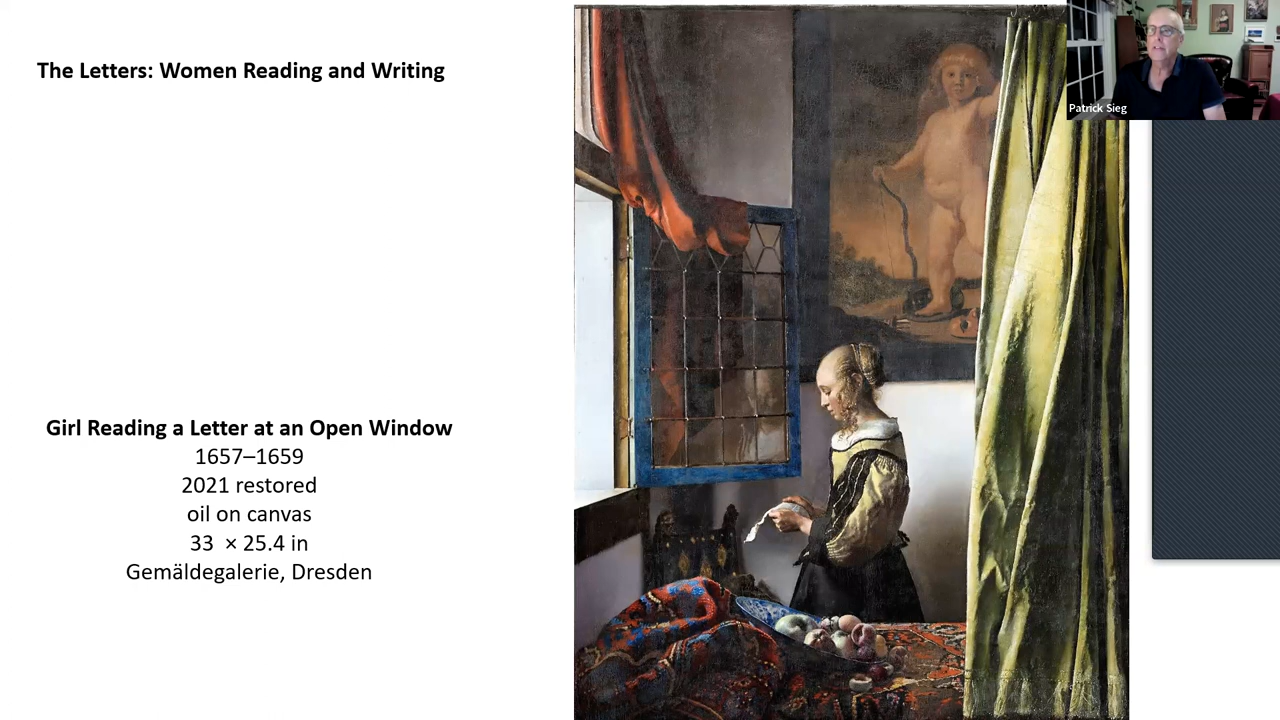 The Letters: Women Reading and Writing
Patrick Sieg
Girl Reading a Letter at an Open Window
1657–1659
2021 restored
oil on canvas
33 × 25.4 in
Gemäldegalerie, Dresden